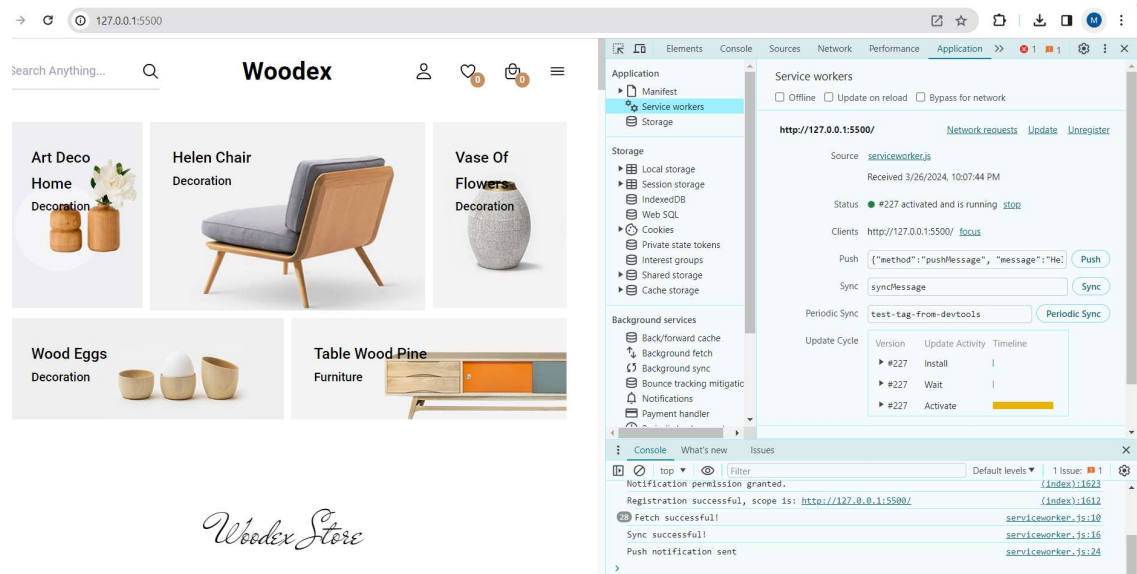 127.0.0.1:5500
M
Search Anything...
Woodex
0
0
Art Deco
Home
Decoration
Helen Chair
Decoration
Vase Of
Flowers
Decoration
Wood Eggs
Decoration
Table Wood Pine
Furniture
Woodex Store
Elements Console Sources Network Performance Application 1 1
Application
Manifest
Service workers
Storage
Storage
Local storage
Session storage
IndexedDB
Web SQL
Cookies
Private state tokens
Interest groups
Shared storage
Cache storage
Background services
Back/forward cache
Background fetch
Background sync
Bounce tracking mitigatic
Notifications
Payment handler
Service workers
Offline Update on reload Bypass for network
http://127.0.0.1:5500/ Network requests Update Unregister
Source serviceworker.js
Received 3/26/2024, 10:07:44 PM
Status #227 activated and is running stop
Clients http://127.0.0.1:5500/ focus
Push {"method":"pushMessage", "message":"He Push
Sync syncMessage Sync
Periodic Sync test-tag-from-devtools Periodic Sync
Update Cycle Version Update Activity Timeline
#227 Install
#227 Wait
#227 Activate
Console What's new Issues
top Filter Default levels 1 Issue: 1
Notification permission granted. (index):1623
Registration successful, scope is: http://127.0.0.1:5500/ (index):1612
28 Fetch successful! serviceworker.js:10
Sync successful! serviceworker.js:16
Push notification sent serviceworker.js:24